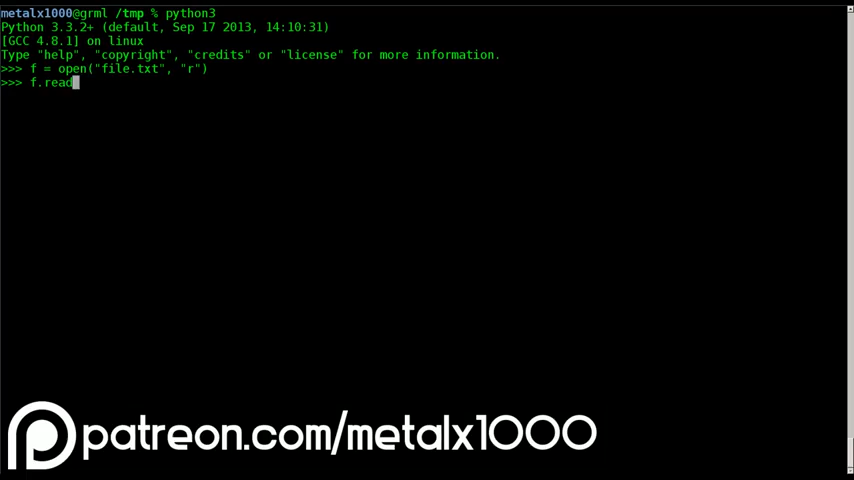 metalx1000@grml /tmp % python3
Python 3.3.2+ (default, Sep 17 2013, 14:10:31)
[GCC 4.8.1] on linux
Type "help", "copyright", "credits" or "license" for more information.
>>> f = open("file.txt", "r")
>>> f.read
patreon.com/metalx1000